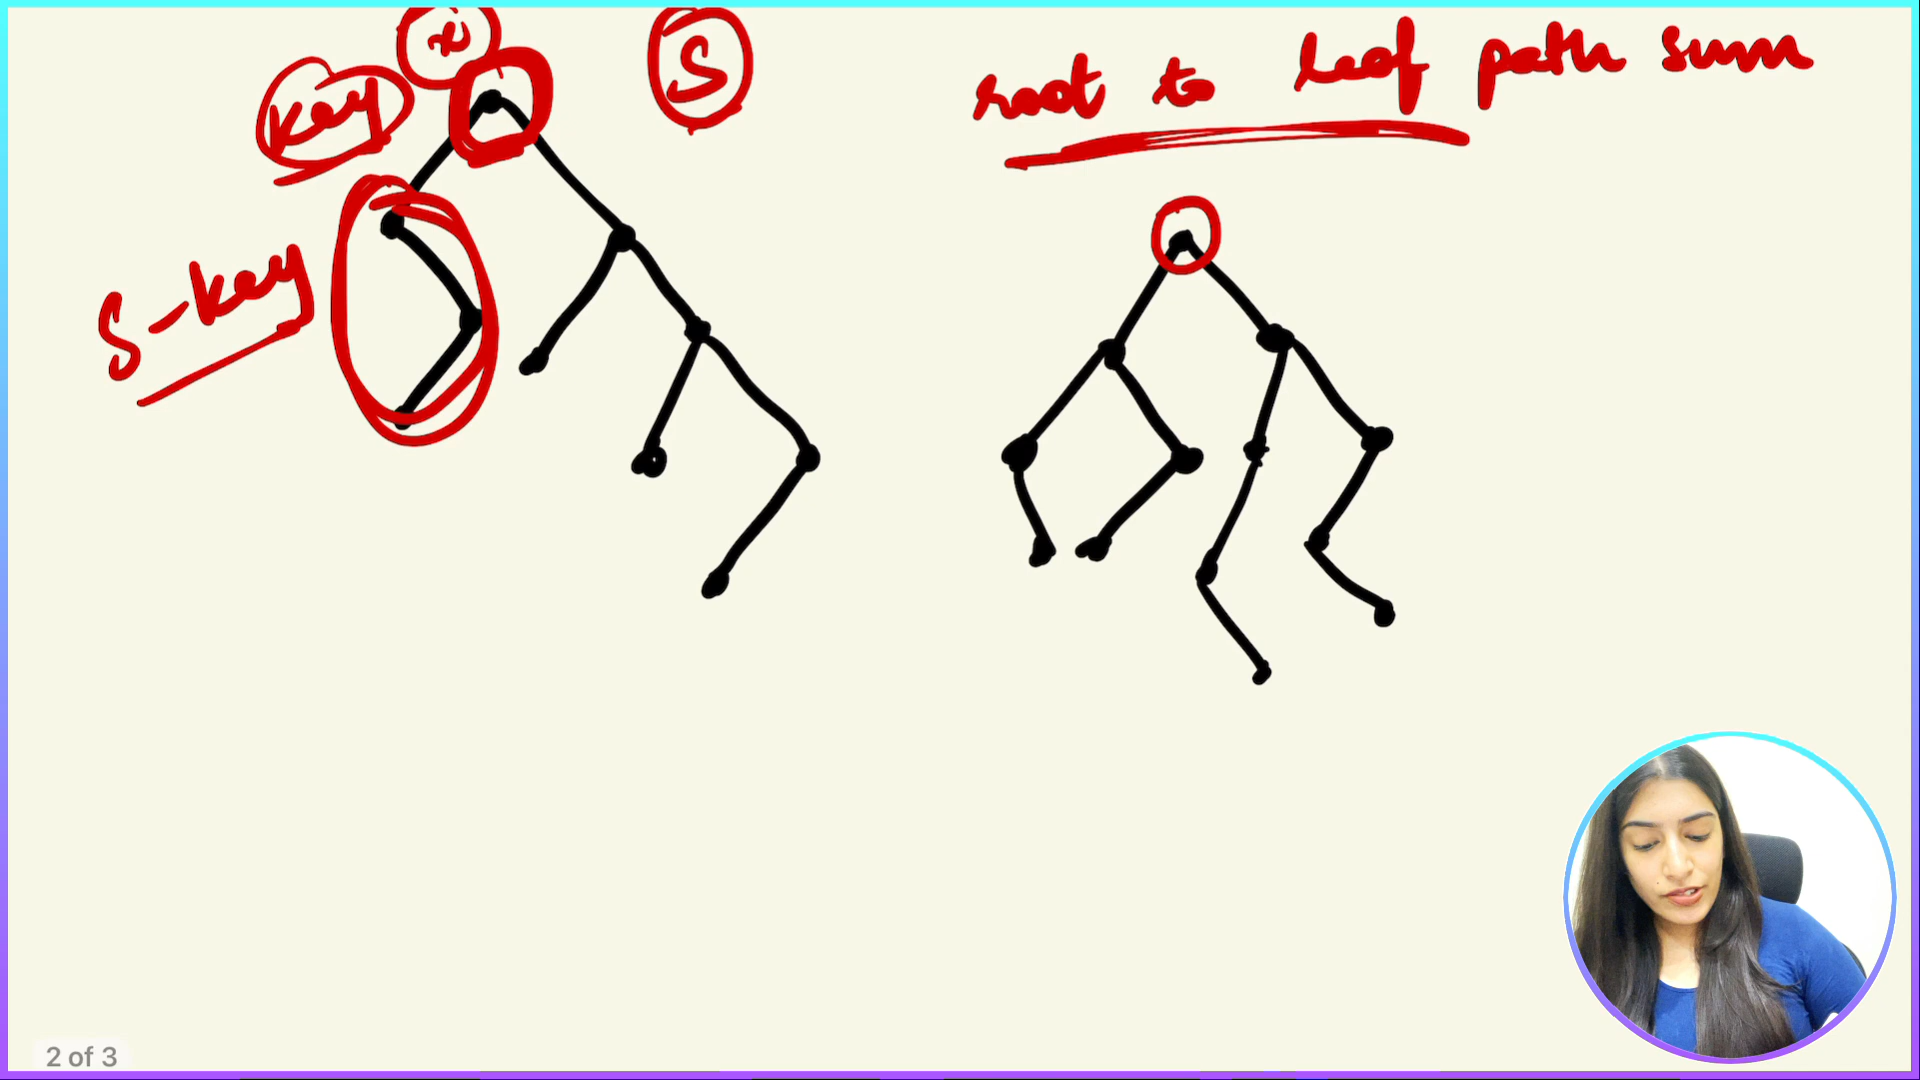 S
root to leaf path sum
key
S-key
2 of 3